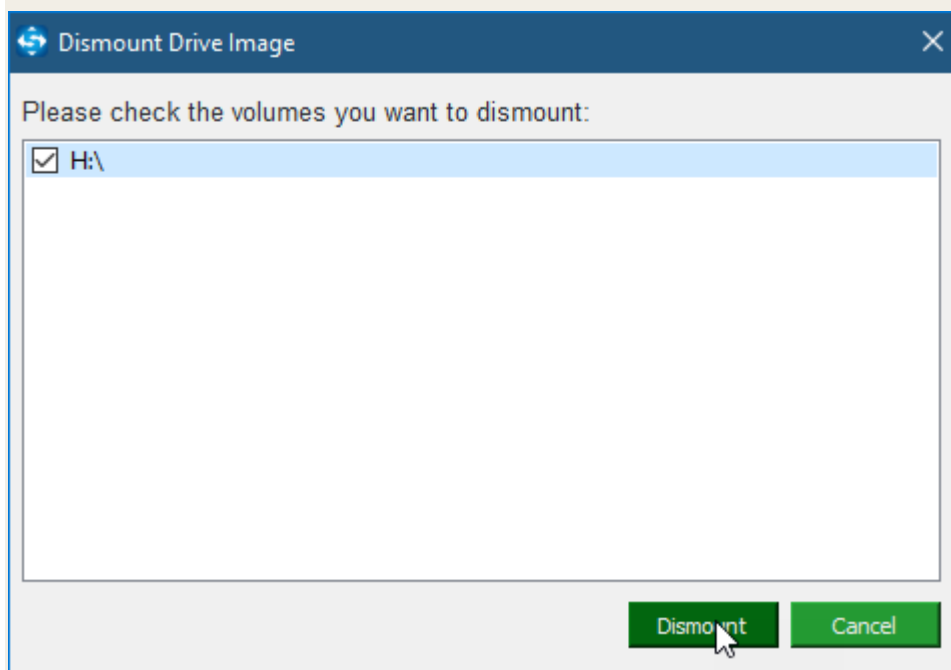 Dismount Drive Image
Please check the volumes you want to dismount:
H:\
Dismount Cancel